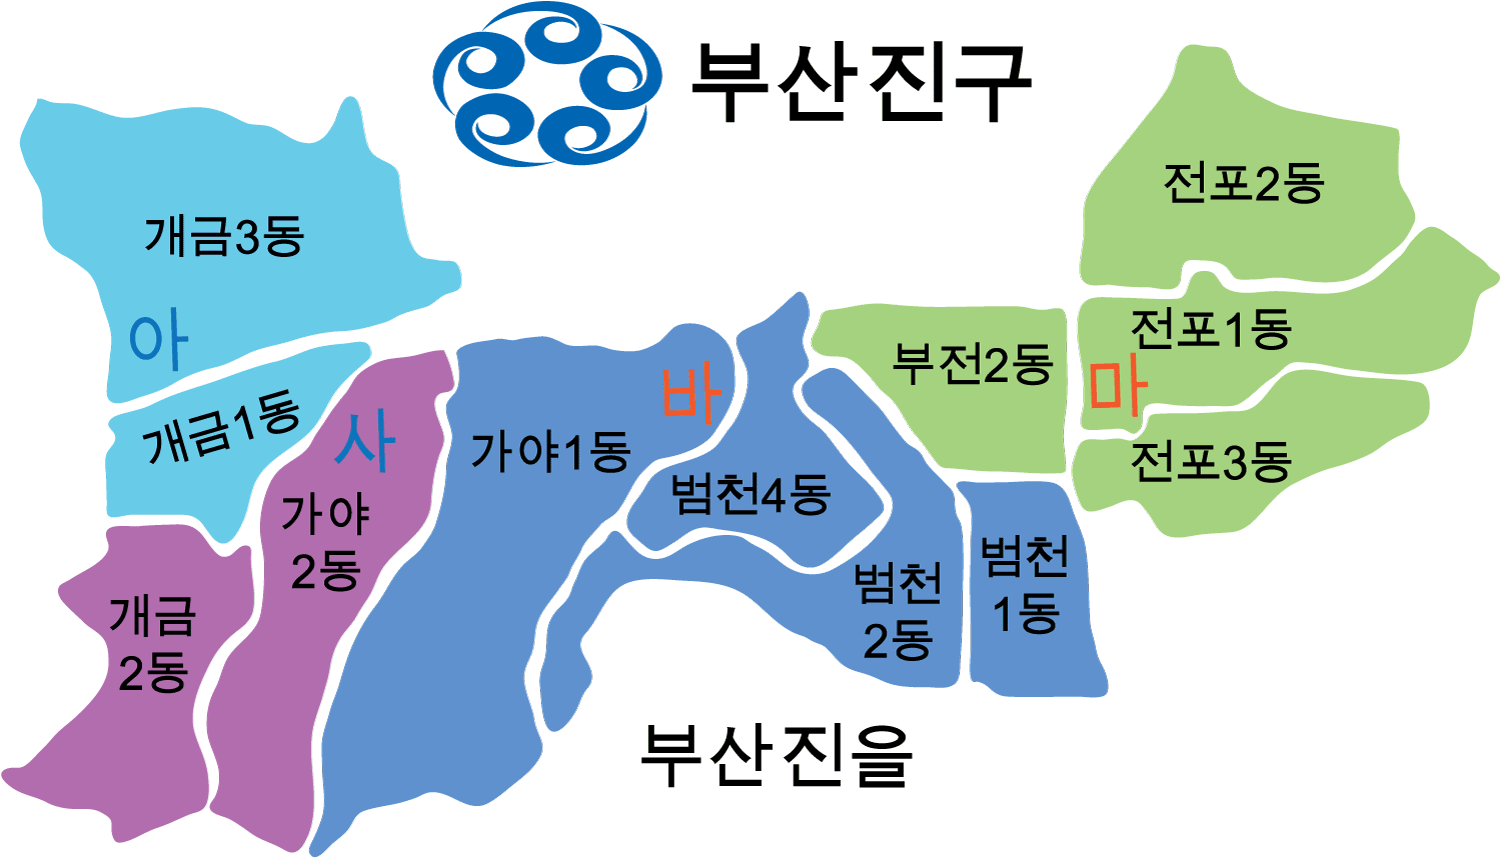 부산진구
전포2동
개금3동
아
전포1동
부전2동
마
바
개금1동
사
가야1동
전포3동
범천4동
가야
2동
범천
1동
범천
2동
개금
2동
부산진을